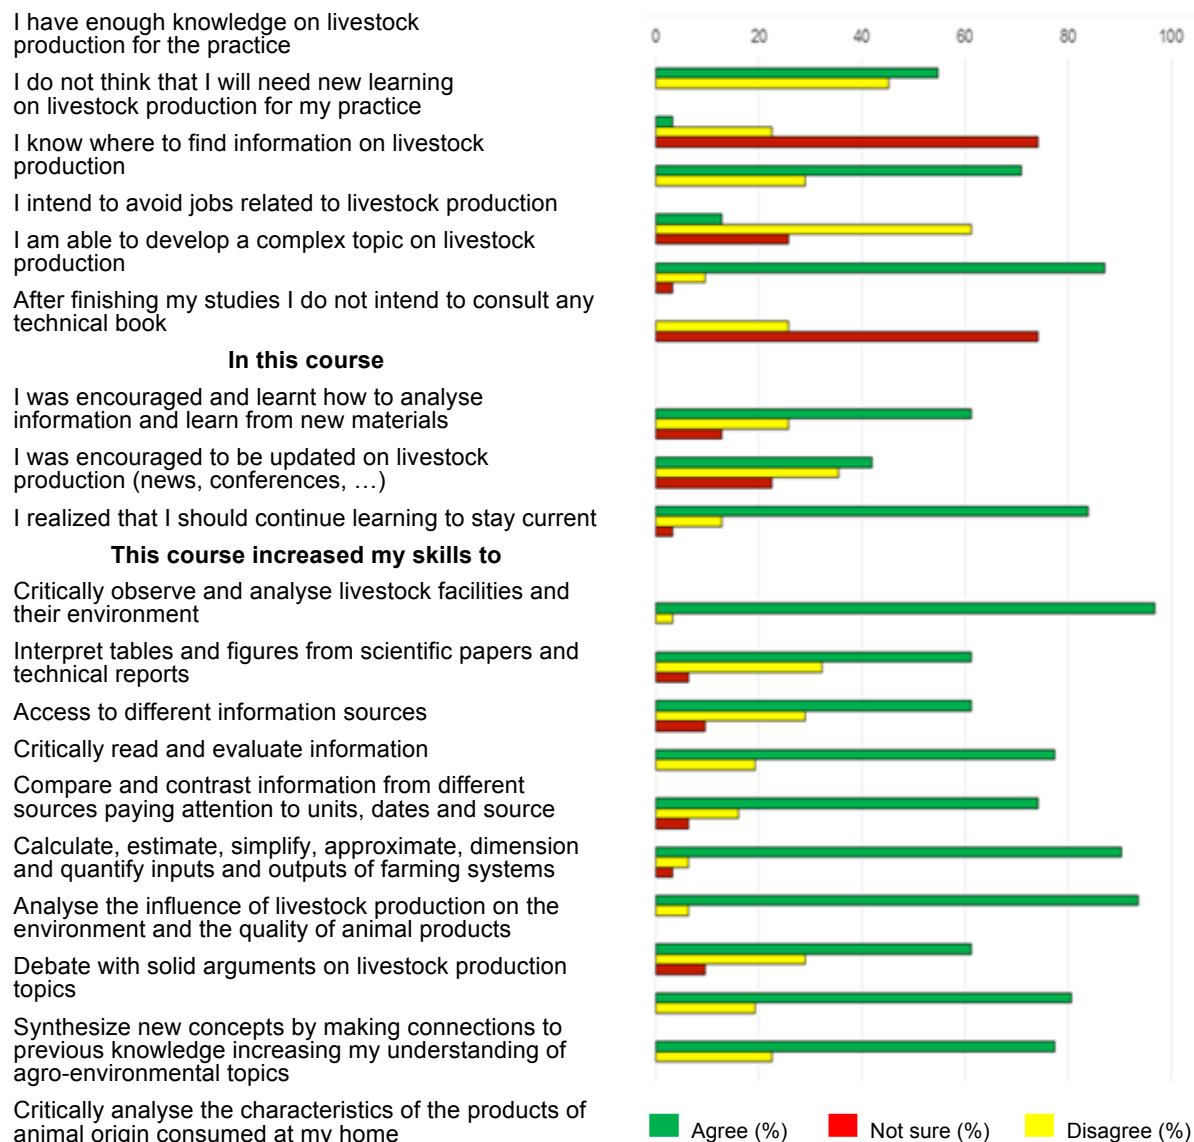 I have enough knowledge on livestock
production for the practice
0 20 40 60 80 100
I do not think that I will need new learning
on livestock production for my practice
I know where to find information on livestock
production
I intend to avoid jobs related to livestock production
I am able to develop a complex topic on livestock
production
After finishing my studies I do not intend to consult any
technical book
In this course
I was encouraged and learnt how to analyse
information and learn from new materials
I was encouraged to be updated on livestock
production (news, conferences, …)
I realized that I should continue learning to stay current
This course increased my skills to
Critically observe and analyse livestock facilities and
their environment
Interpret tables and figures from scientific papers and
technical reports
Access to different information sources
Critically read and evaluate information
Compare and contrast information from different
sources paying attention to units, dates and source
Calculate, estimate, simplify, approximate, dimension
and quantify inputs and outputs of farming systems
Analyse the influence of livestock production on the
environment and the quality of animal products
Debate with solid arguments on livestock production
topics
Synthesize new concepts by making connections to
previous knowledge increasing my understanding of
agro-environmental topics
Critically analyse the characteristics of the products of
animal origin consumed at my home
Agree (%) Not sure (%) Disagree (%)